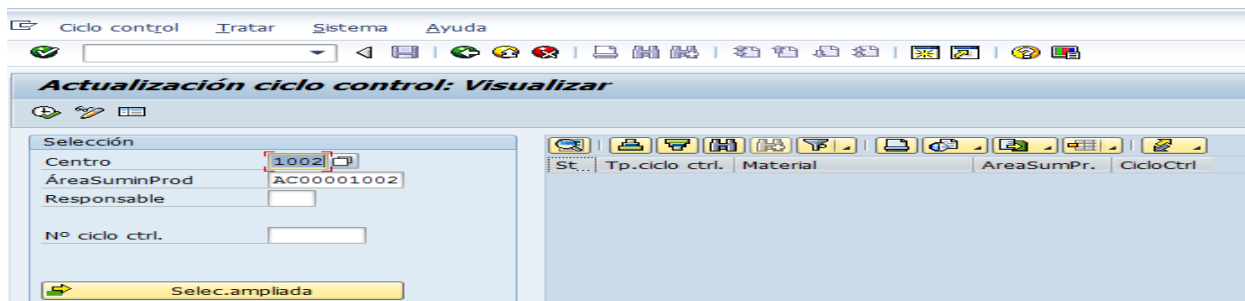 Ciclo control Tratar Sistema Ayuda
Actualización ciclo control: Visualizar
Selección
Centro 1002
ÁreaSuminProd AC00001002
Responsable
Nº ciclo ctrl.
Selec.ampliada
St... Tp.ciclo ctrl. Material AreaSumPr. CicloCtrl